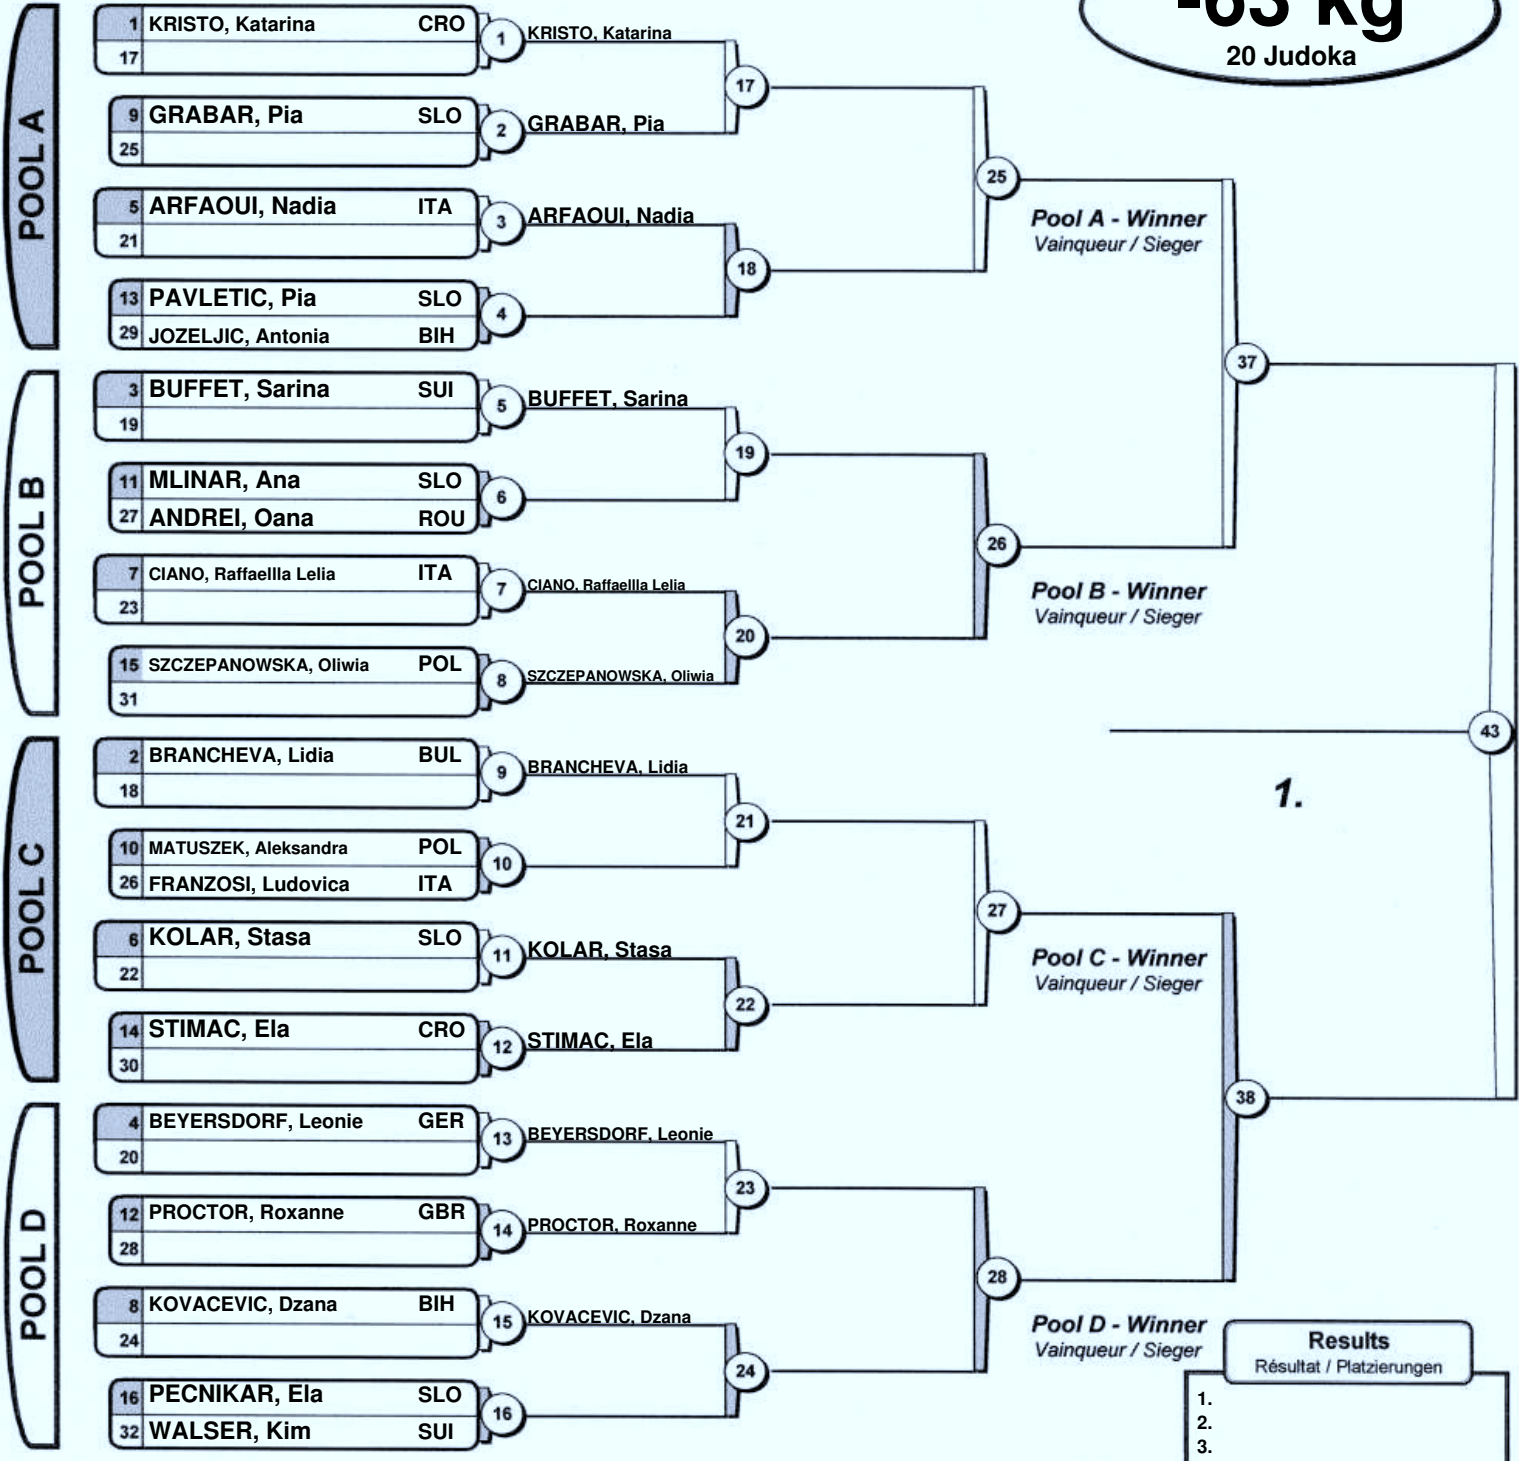 -63 kg
20 Judoka
POOL A
1 KRISTO, Katarina CRO
17
1 KRISTO, Katarina
9 GRABAR, Pia SLO
25
2 GRABAR, Pia
17
5 ARFAOUI, Nadia ITA
21
3 ARFAOUI, Nadia
13 PAVLETIC, Pia SLO
29 JOZELJIC, Antonia BIH
4
18
25
Pool A - Winner
Vainqueur / Sieger
POOL B
3 BUFFET, Sarina SUI
19
5 BUFFET, Sarina
11 MLINAR, Ana SLO
27 ANDREI, Oana ROU
6
19
7 CIANO, Raffaellla Lelia ITA
23
7 CIANO, Raffaellla Lelia
15 SZCZEPANOWSKA, Oliwia POL
31
8 SZCZEPANOWSKA, Oliwia
20
26
Pool B - Winner
Vainqueur / Sieger
37
POOL C
2 BRANCHEVA, Lidia BUL
18
9 BRANCHEVA, Lidia
10 MATUSZEK, Aleksandra POL
26 FRANZOSI, Ludovica ITA
10
21
6 KOLAR, Stasa SLO
22
11 KOLAR, Stasa
14 STIMAC, Ela CRO
30
12 STIMAC, Ela
22
27
Pool C - Winner
Vainqueur / Sieger
POOL D
4 BEYERSDORF, Leonie GER
20
13 BEYERSDORF, Leonie
12 PROCTOR, Roxanne GBR
28
14 PROCTOR, Roxanne
23
8 KOVACEVIC, Dzana BIH
24
15 KOVACEVIC, Dzana
16 PECNIKAR, Ela SLO
32 WALSER, Kim SUI
16
24
28
Pool D - Winner
Vainqueur / Sieger
38
43
1.
Results
Résultat / Platzierungen
1.
2.
3.